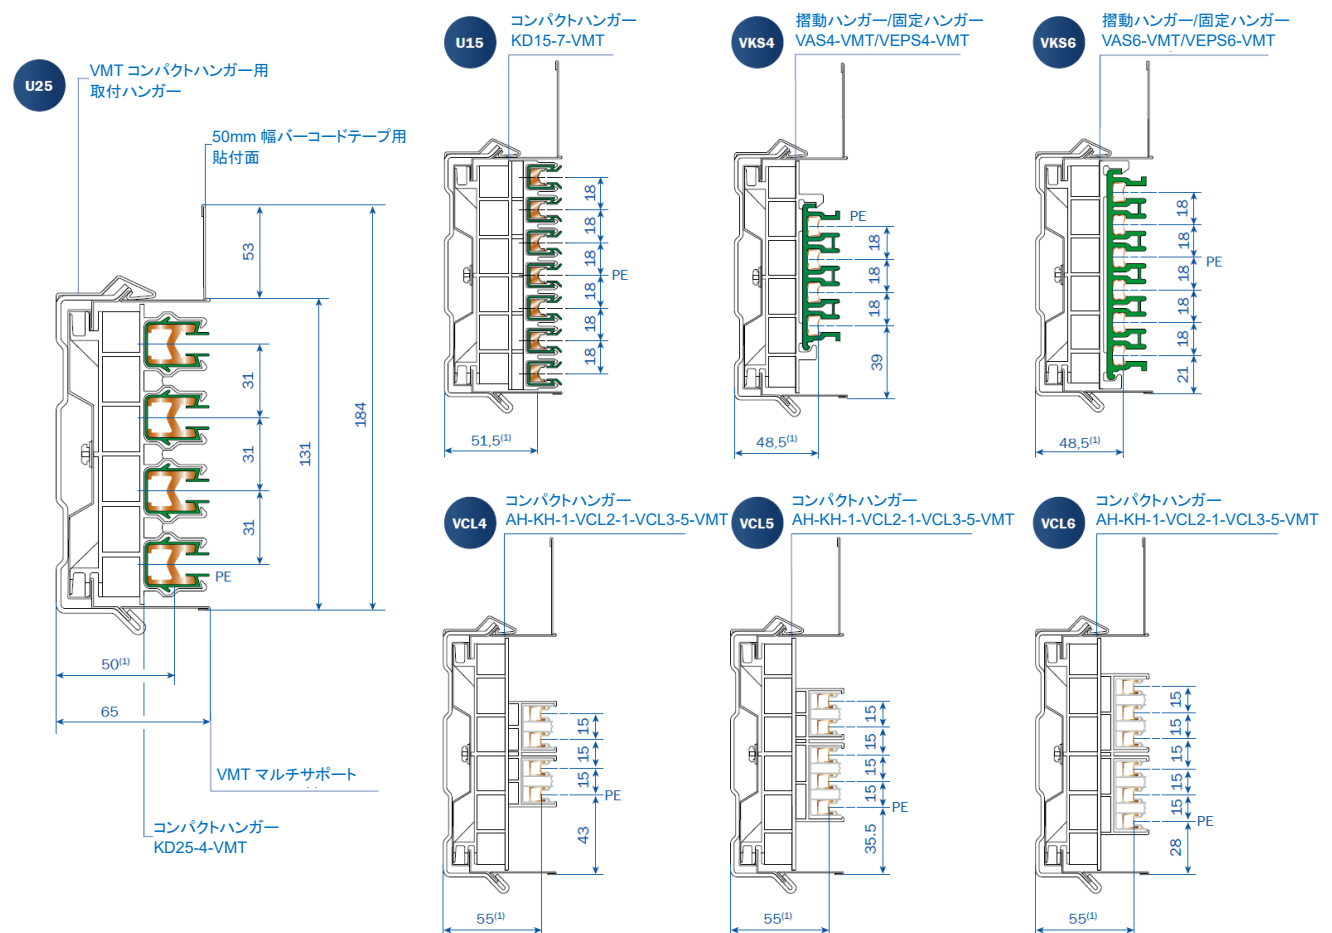 U25
VMT コンパクトハンガー用
取付ハンガー
50mm 幅バーコードテープ用
貼付面
53
31
31
31
131
184
PE
50(1)
65
VMT マルチサポート
コンパクトハンガー
KD25-4-VMT
U15
コンパクトハンガー
KD15-7-VMT
18
18
18
PE
18
18
18
51,5(1)
VKS4
摺動ハンガー/固定ハンガー
VAS4-VMT/VEPS4-VMT
PE
18
18
18
39
48,5(1)
VKS6
摺動ハンガー/固定ハンガー
VAS6-VMT/VEPS6-VMT
18
18
PE
18
18
18
21
48,5(1)
VCL4
コンパクトハンガー
AH-KH-1-VCL2-1-VCL3-5-VMT
15
15
15
PE
43
55(1)
VCL5
コンパクトハンガー
AH-KH-1-VCL2-1-VCL3-5-VMT
15
15
15
15
PE
35.5
55(1)
VCL6
コンパクトハンガー
AH-KH-1-VCL2-1-VCL3-5-VMT
15
15
15
15
15
PE
28
55(1)